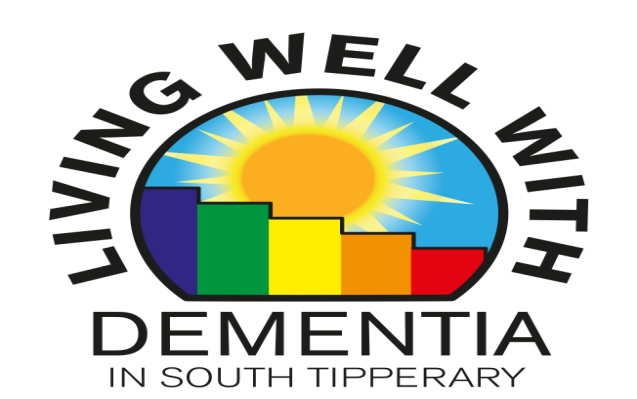 LIVING WELL WITH
DEMENTIA
IN SOUTH TIPPERARY